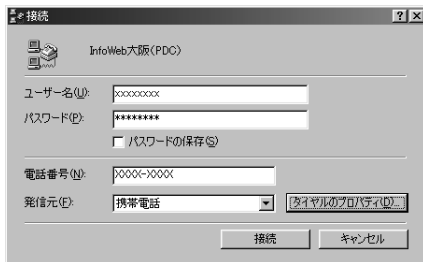 接続
InfoWeb大阪(PDC)
ユーザー名(U): xxxxxxxx
パスワード(P): ********
パスワードの保存(S)
電話番号(N): XXXX-XXXX
発信元(F): 携帯電話 ダイヤルのプロパティ(D)...
接続 キャンセル